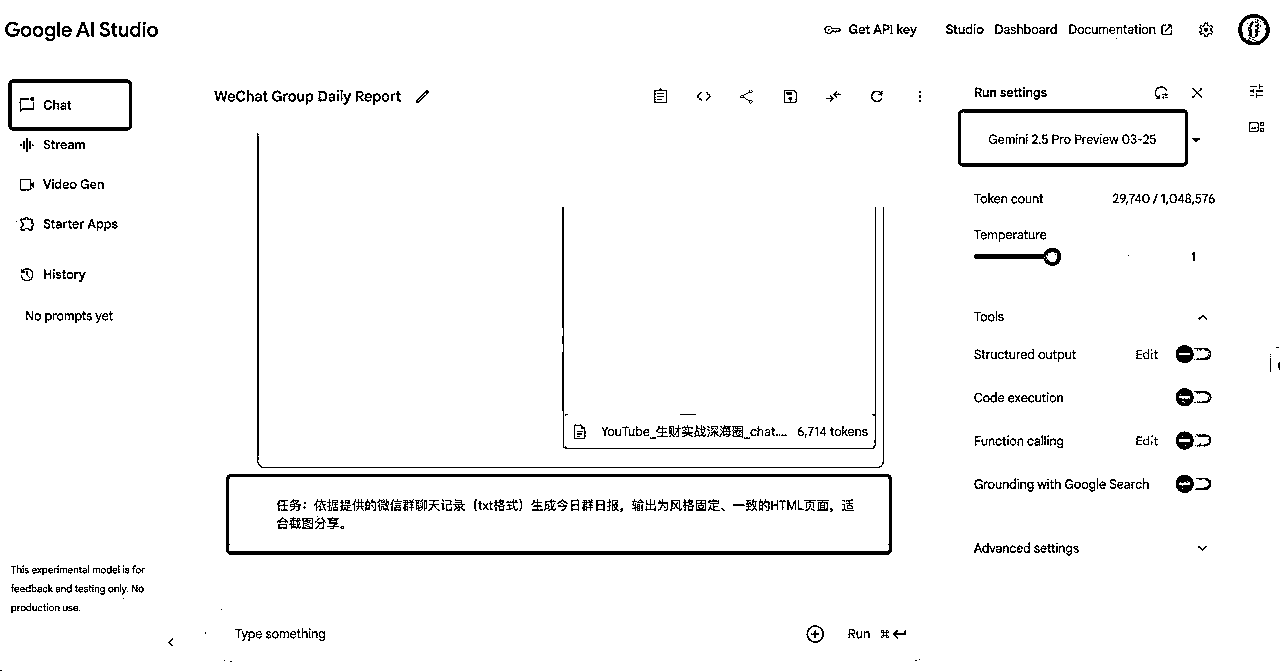 Google AI Studio
Get API key
Studio
Dashboard
Documentation
Chat
Stream
Video Gen
Starter Apps
History
No prompts yet
This experimental model is for
feedback and testing only. No
production use.
WeChat Group Daily Report
YouTube_生财实战深海圈_chat.... 6,714 tokens
任务：依据提供的微信群聊天记录（txt格式）生成今日群日报，输出为风格固定、一致的HTML页面，适
合截图分享。
Type something
Run ⌘↵
Run settings
Gemini 2.5 Pro Preview 03-25
Token count 29,740 / 1,048,576
Temperature
1
Tools
Structured output Edit
Code execution
Function calling Edit
Grounding with Google Search
Advanced settings